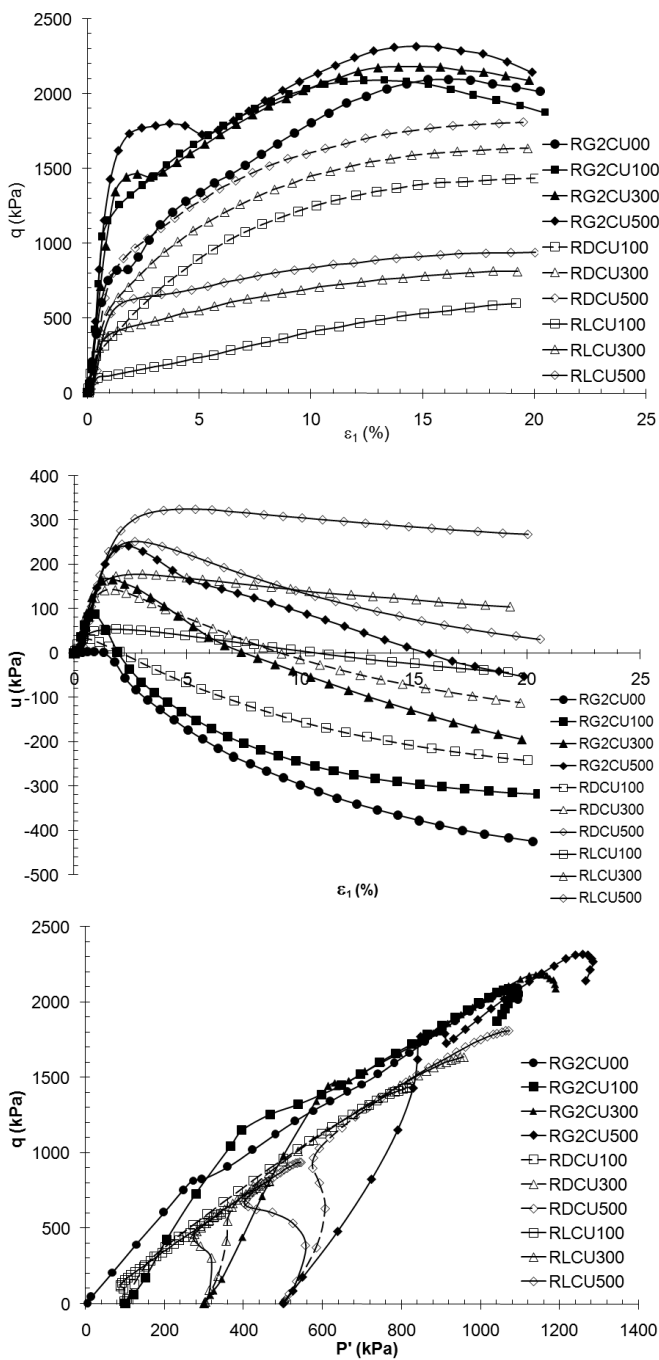 2500
2000
1500
1000
500
0
q (kPa)
0
5
10
15
20
25
ε1 (%)
RG2CU00
RG2CU100
RG2CU300
RG2CU500
RDCU100
RDCU300
RDCU500
RLCU100
RLCU300
RLCU500
400
300
200
100
0
-100
-200
-300
-400
-500
u (kPa)
0
5
10
15
20
25
ε1 (%)
RG2CU00
RG2CU100
RG2CU300
RG2CU500
RDCU100
RDCU300
RDCU500
RLCU100
RLCU300
RLCU500
2500
2000
1500
1000
500
0
q (kPa)
0
200
400
600
800
1000
1200
1400
P' (kPa)
RG2CU00
RG2CU100
RG2CU300
RG2CU500
RDCU100
RDCU300
RDCU500
RLCU100
RLCU300
RLCU500